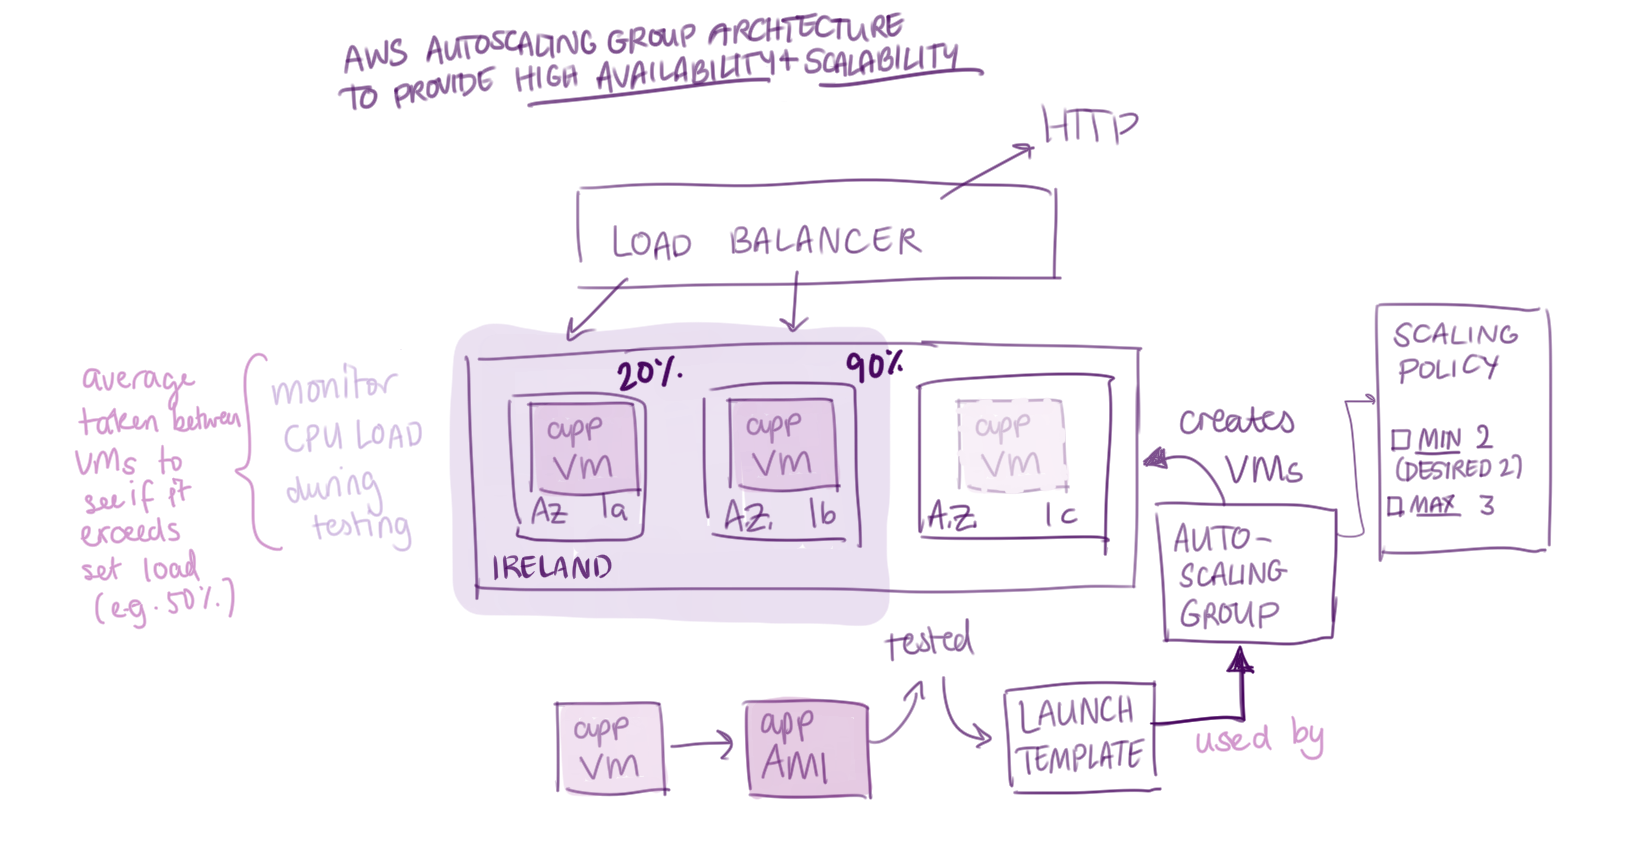 AWS AUTOSCALING GROUP ARCHITECTURE
TO PROVIDE HIGH AVAILABILITY + SCALABILITY
HTTP
LOAD BALANCER
20%.
90%
app
VM
Az 1a
app
VM
A.Z. 1b
app
VM
A.Z. 1c
IRELAND
average
taken between
VMs to
see if it
exceeds
set load
(e.g. 50%.)
monitor
CPU LOAD
during
testing
creates
VMs
AUTO-
SCALING
GROUP
SCALING
POLICY
MIN 2
(DESIRED 2)
MAX 3
app
VM
app
AMI
tested
LAUNCH
TEMPLATE
used by